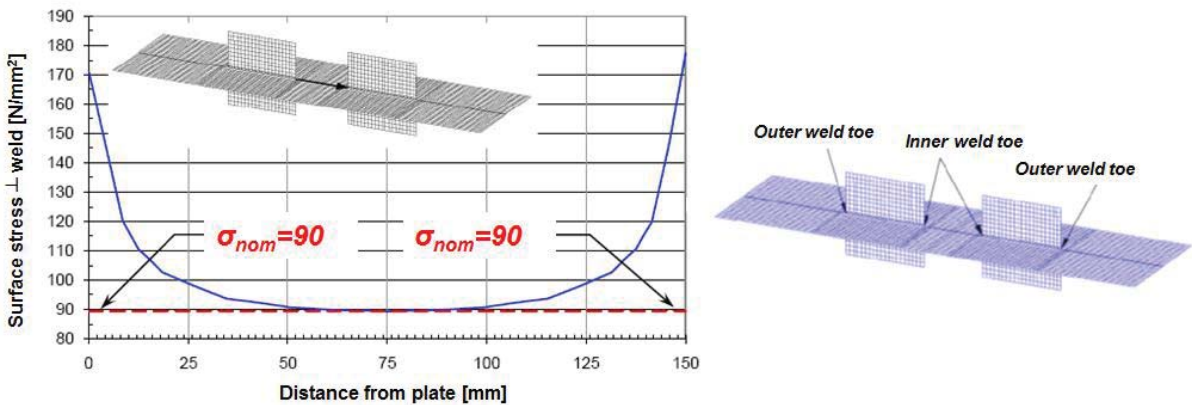 Surface stress ⊥ weld [N/mm²]
190
180
170
160
150
140
130
120
110
100
90
80
σnom=90
σnom=90
0
25
50
75
100
125
150
Distance from plate [mm]
Outer weld toe
Inner weld toe
Outer weld toe